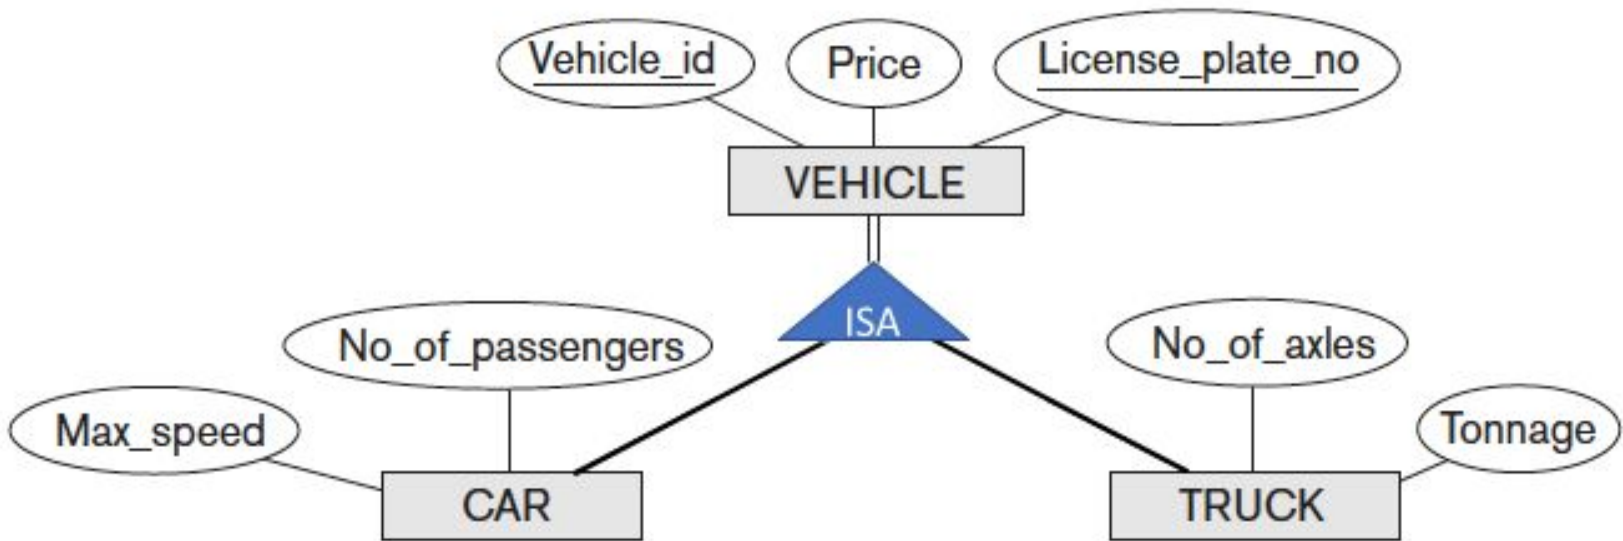 Vehicle_id
Price
License_plate_no
VEHICLE
ISA
No_of_passengers
No_of_axles
Max_speed
Tonnage
CAR
TRUCK